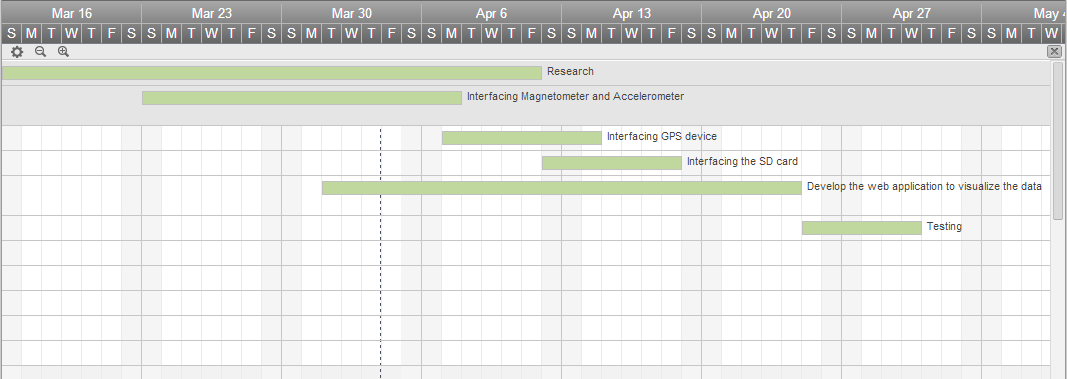 Mar 16 Mar 23 Mar 30 Apr 6 Apr 13 Apr 20 Apr 27 May
S M T W T F S S M T W T F S S M T W T F S S M T W T F S S M T W T F S S M T W T F S S M T W T F S S M T W
Research
Interfacing Magnetometer and Accelerometer
Interfacing GPS device
Interfacing the SD card
Develop the web application to visualize the data
Testing